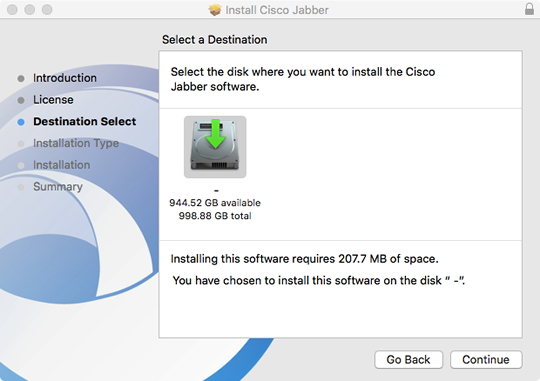 Install Cisco Jabber
Select a Destination
Introduction
License
Destination Select
Installation Type
Installation
Summary
Select the disk where you want to install the Cisco
Jabber software.
-
944.52 GB available
998.88 GB total
Installing this software requires 207.7 MB of space.
You have chosen to install this software on the disk “ -”.
Go Back
Continue